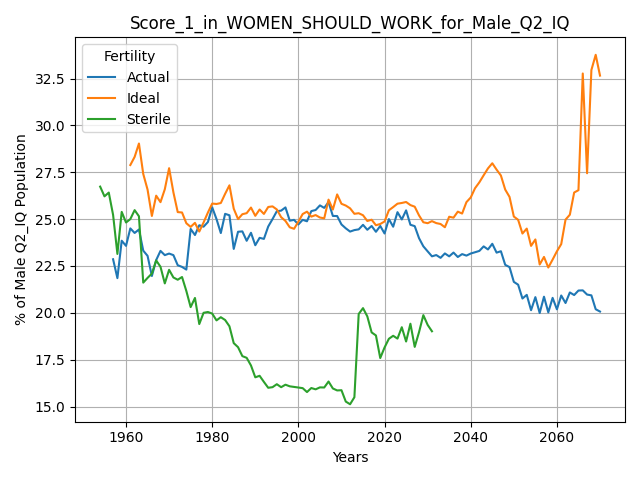 Score_1_in_WOMEN_SHOULD_WORK_for_Male_Q2_IQ
Fertility
Actual
Ideal
Sterile
% of Male Q2_IQ Population
32.5
30.0
27.5
25.0
22.5
20.0
17.5
15.0
1960
1980
2000
2020
2040
2060
Years